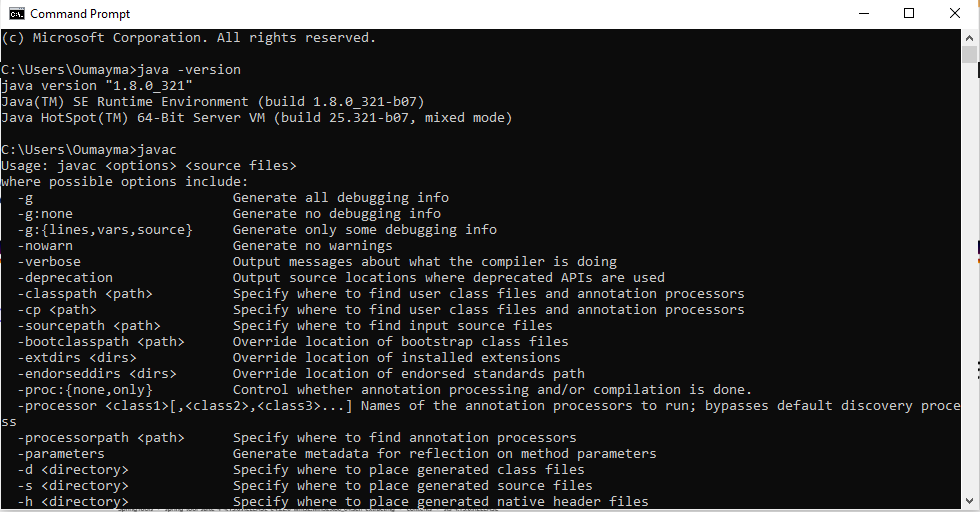 Command Prompt
(c) Microsoft Corporation. All rights reserved.
C:\Users\Oumayma>java -version
java version "1.8.0_321"
Java(TM) SE Runtime Environment (build 1.8.0_321-b07)
Java HotSpot(TM) 64-Bit Server VM (build 25.321-b07, mixed mode)
C:\Users\Oumayma>javac
Usage: javac <options> <source files>
where possible options include:
  -g                         Generate all debugging info
  -g:none                    Generate no debugging info
  -g:{lines,vars,source}     Generate only some debugging info
  -nowarn                    Generate no warnings
  -verbose                   Output messages about what the compiler is doing
  -deprecation               Output source locations where deprecated APIs are used
  -classpath <path>          Specify where to find user class files and annotation processors
  -cp <path>                 Specify where to find user class files and annotation processors
  -sourcepath <path>         Specify where to find input source files
  -bootclasspath <path>      Override location of bootstrap class files
  -extdirs <dirs>            Override location of installed extensions
  -endorseddirs <dirs>       Override location of endorsed standards path
  -proc:{none,only}          Control whether annotation processing and/or compilation is done.
  -processor <class1>[,<class2>,<class3>...] Names of the annotation processors to run; bypasses default discovery proce
ss
  -processorpath <path>      Specify where to find annotation processors
  -parameters                Generate metadata for reflection on method parameters
  -d <directory>             Specify where to place generated class files
  -s <directory>             Specify where to place generated source files
  -h <directory>             Specify where to place generated native header files